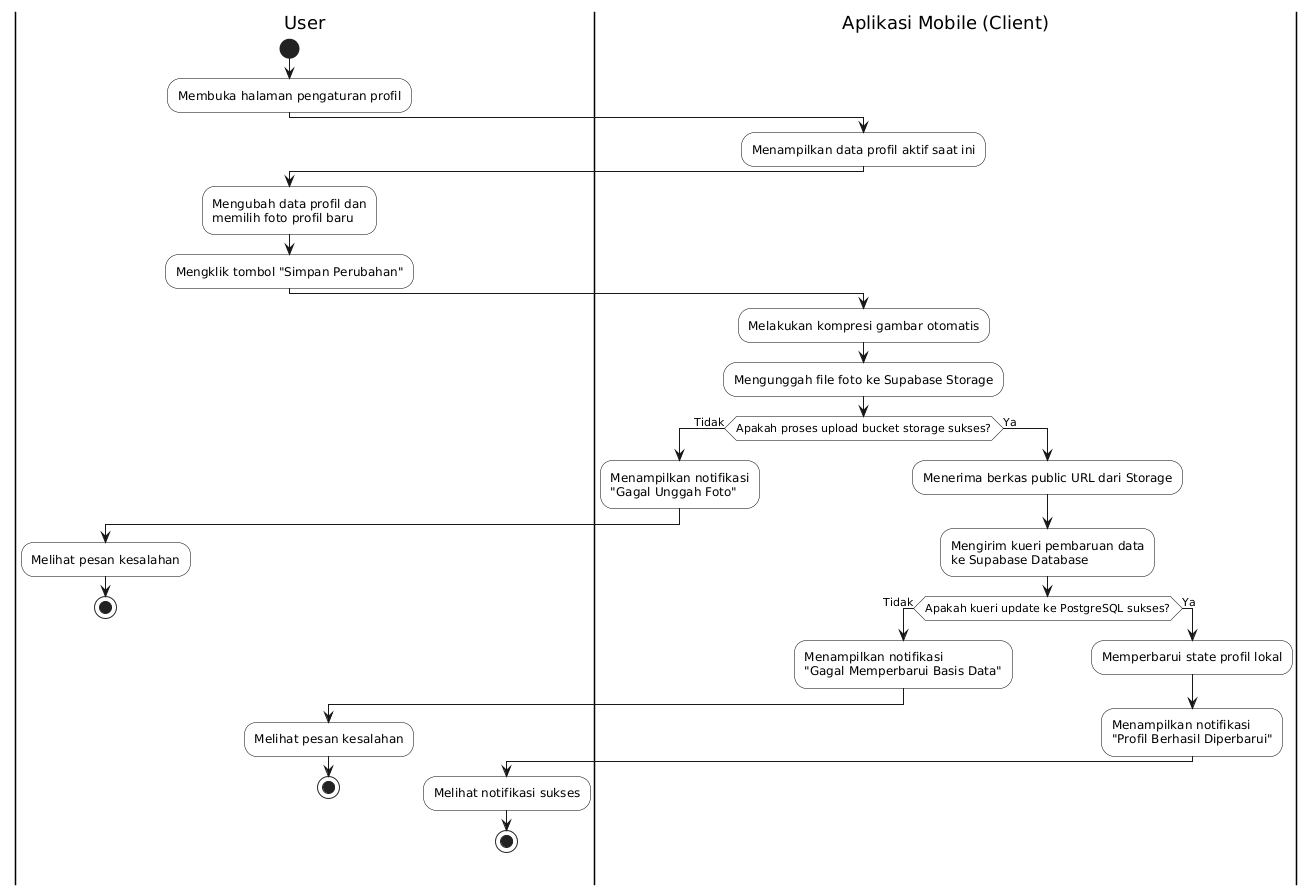 User
Aplikasi Mobile (Client)
Membuka halaman pengaturan profil
Menampilkan data profil aktif saat ini
Mengubah data profil dan
memilih foto profil baru
Mengklik tombol "Simpan Perubahan"
Melakukan kompresi gambar otomatis
Mengunggah file foto ke Supabase Storage
Tidak
Apakah proses upload bucket storage sukses?
Ya
Menampilkan notifikasi
"Gagal Unggah Foto"
Menerima berkas public URL dari Storage
Melihat pesan kesalahan
Mengirim kueri pembaruan data
ke Supabase Database
Tidak
Apakah kueri update ke PostgreSQL sukses?
Ya
Menampilkan notifikasi
"Gagal Memperbarui Basis Data"
Memperbarui state profil lokal
Melihat pesan kesalahan
Menampilkan notifikasi
"Profil Berhasil Diperbarui"
Melihat notifikasi sukses